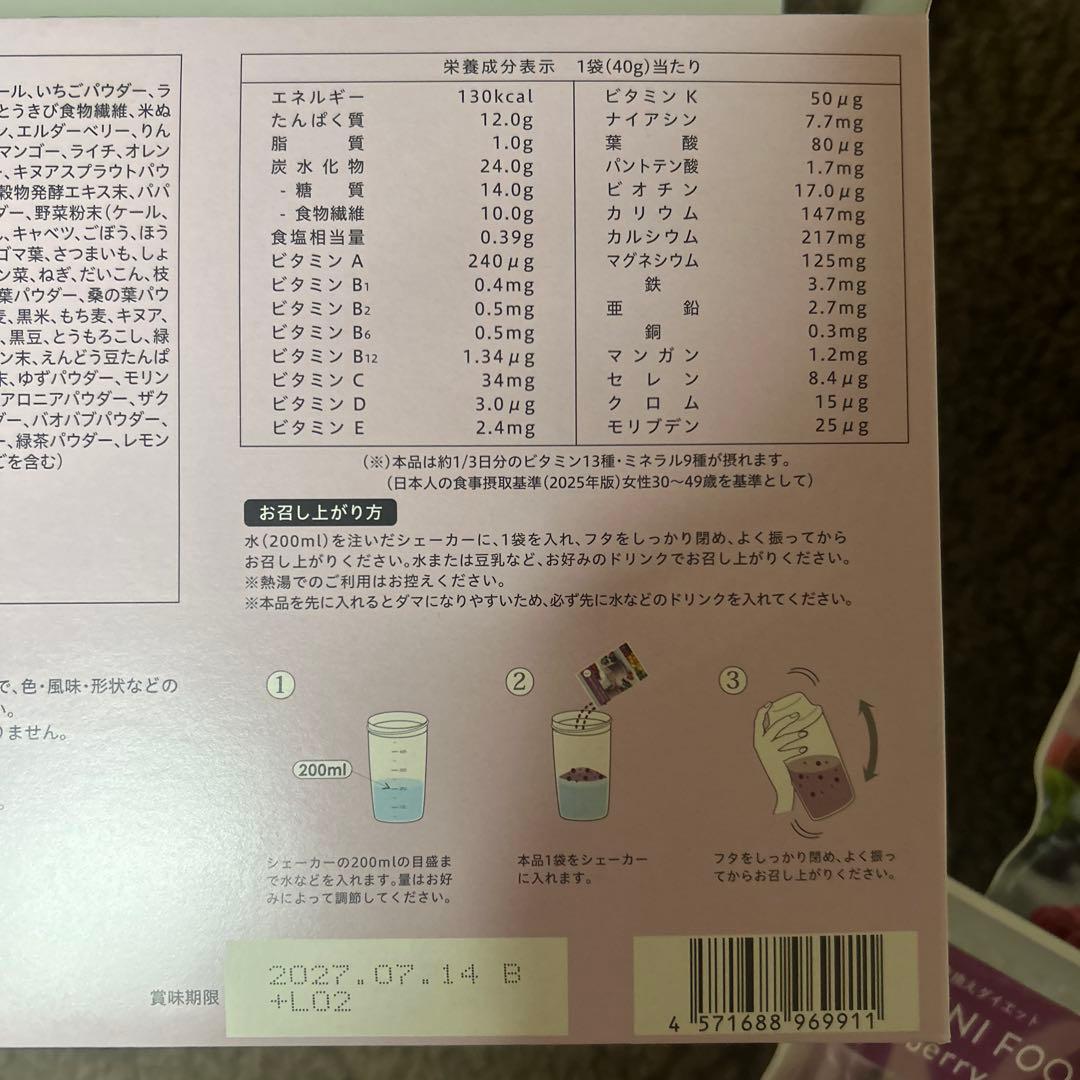 ール、いちごパウダー、ラ
とうきび食物繊維、米ぬ
ン、エルダーベリー、りん
マンゴー、ライチ、オレン
ー、キヌアスプラウトパウ
穀物発酵エキス末、パパ
ダー、野菜粉末(ケール、
ん、キャベツ、ごぼう、ほう
ゴマ葉、さつまいも、しょ
ン菜、ねぎ、だいこん、枝
葉パウダー、桑の葉パウ
麦、黒米、もち麦、キヌア、
、黒豆、とうもろこし、緑
ン末、えんどう豆たんぱ
末、ゆずパウダー、モリン
アロニアパウダー、ザク
ダー、バオバブパウダー、
ー、緑茶パウダー、レモン
ごを含む)
で、色・風味・形状などの
い。
りません。
。
栄養成分表示 1袋(40g)当たり
エネルギー 130kcal
たんぱく質 12.0g
脂質 1.0g
炭水化物 24.0g
- 糖質 14.0g
- 食物繊維 10.0g
食塩相当量 0.39g
ビタミン A 240μg
ビタミン B1 0.4mg
ビタミン B2 0.5mg
ビタミン B6 0.5mg
ビタミン B12 1.34μg
ビタミン C 34mg
ビタミン D 3.0μg
ビタミン E 2.4mg
ビタミン K 50μg
ナイアシン 7.7mg
葉酸 80μg
パントテン酸 1.7mg
ビオチン 17.0μg
カリウム 147mg
カルシウム 217mg
マグネシウム 125mg
鉄 3.7mg
亜鉛 2.7mg
銅 0.3mg
マンガン 1.2mg
セレン 8.4μg
クロム 15μg
モリブデン 25μg
(※)本品は約1/3日分のビタミン13種・ミネラル9種が摂れます。
(日本人の食事摂取基準(2025年版)女性30〜49歳を基準として)
お召し上がり方
水(200ml)を注いだシェーカーに、1袋を入れ、フタをしっかり閉め、よく振ってから
お召し上がりください。水または豆乳など、お好みのドリンクでお召し上がりください。
※熱湯でのご利用はお控えください。
※本品を先に入れるとダマになりやすいため、必ず先に水などのドリンクを入れてください。
①
200ml
シェーカーの200mlの目盛ま
で水などを入れます。量はお好
みによって調節してください。
②
本品1袋をシェーカー
に入れます。
③
フタをしっかり閉め、よく振っ
てからお召し上がりください。
賞味期限
2027.07.14 B
+L02
4 571688 969911
換えダイエット
NI FOO
Berry